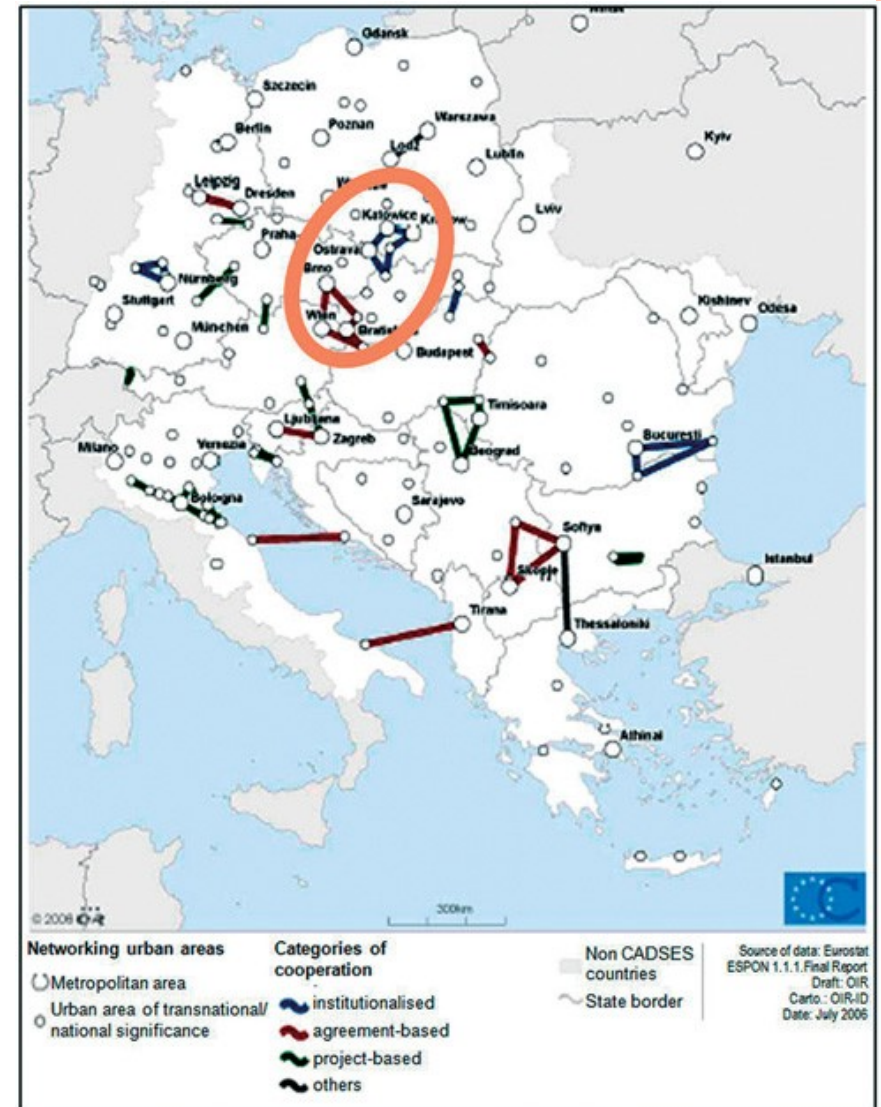 Gdansk
Szczecin
Berlin
Poznan
Warszawa
Lodz
Lublin
Kyiv
Leipzig
Dresden
Katowice
Lviv
Praha
Ostrava
Brno
Nürnberg
Stuttgart
Wien
Kishinev
Odesa
München
Budapest
Timisoara
Ljubljana
Zagreb
Milano
Venezia
Beograd
Bucuresti
Bologna
Sarajevo
Sofiya
Skopje
Istanbul
Tirana
Thessaloniki
Athinai
300km
© 2006
Networking urban areas
Metropolitan area
Urban area of transnational/
national significance
Categories of
cooperation
institutionalised
agreement-based
project-based
others
Non CADSES
countries
State border
Source of data: Eurostat
ESPON 1.1.1.Final Report
Draft: OIR
Carto.: OIR-ID
Date: July 2006